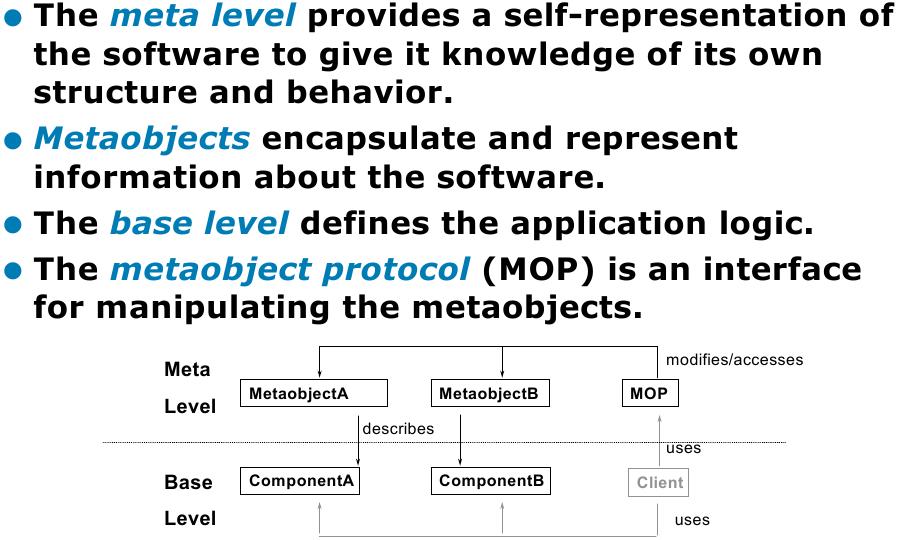 • The meta level provides a self-representation of
the software to give it knowledge of its own
structure and behavior.
• Metaobjects encapsulate and represent
information about the software.
• The base level defines the application logic.
• The metaobject protocol (MOP) is an interface
for manipulating the metaobjects.
modifies/accesses
Meta
Level
MetaobjectA
MetaobjectB
MOP
describes
uses
Base
Level
ComponentA
ComponentB
Client
uses